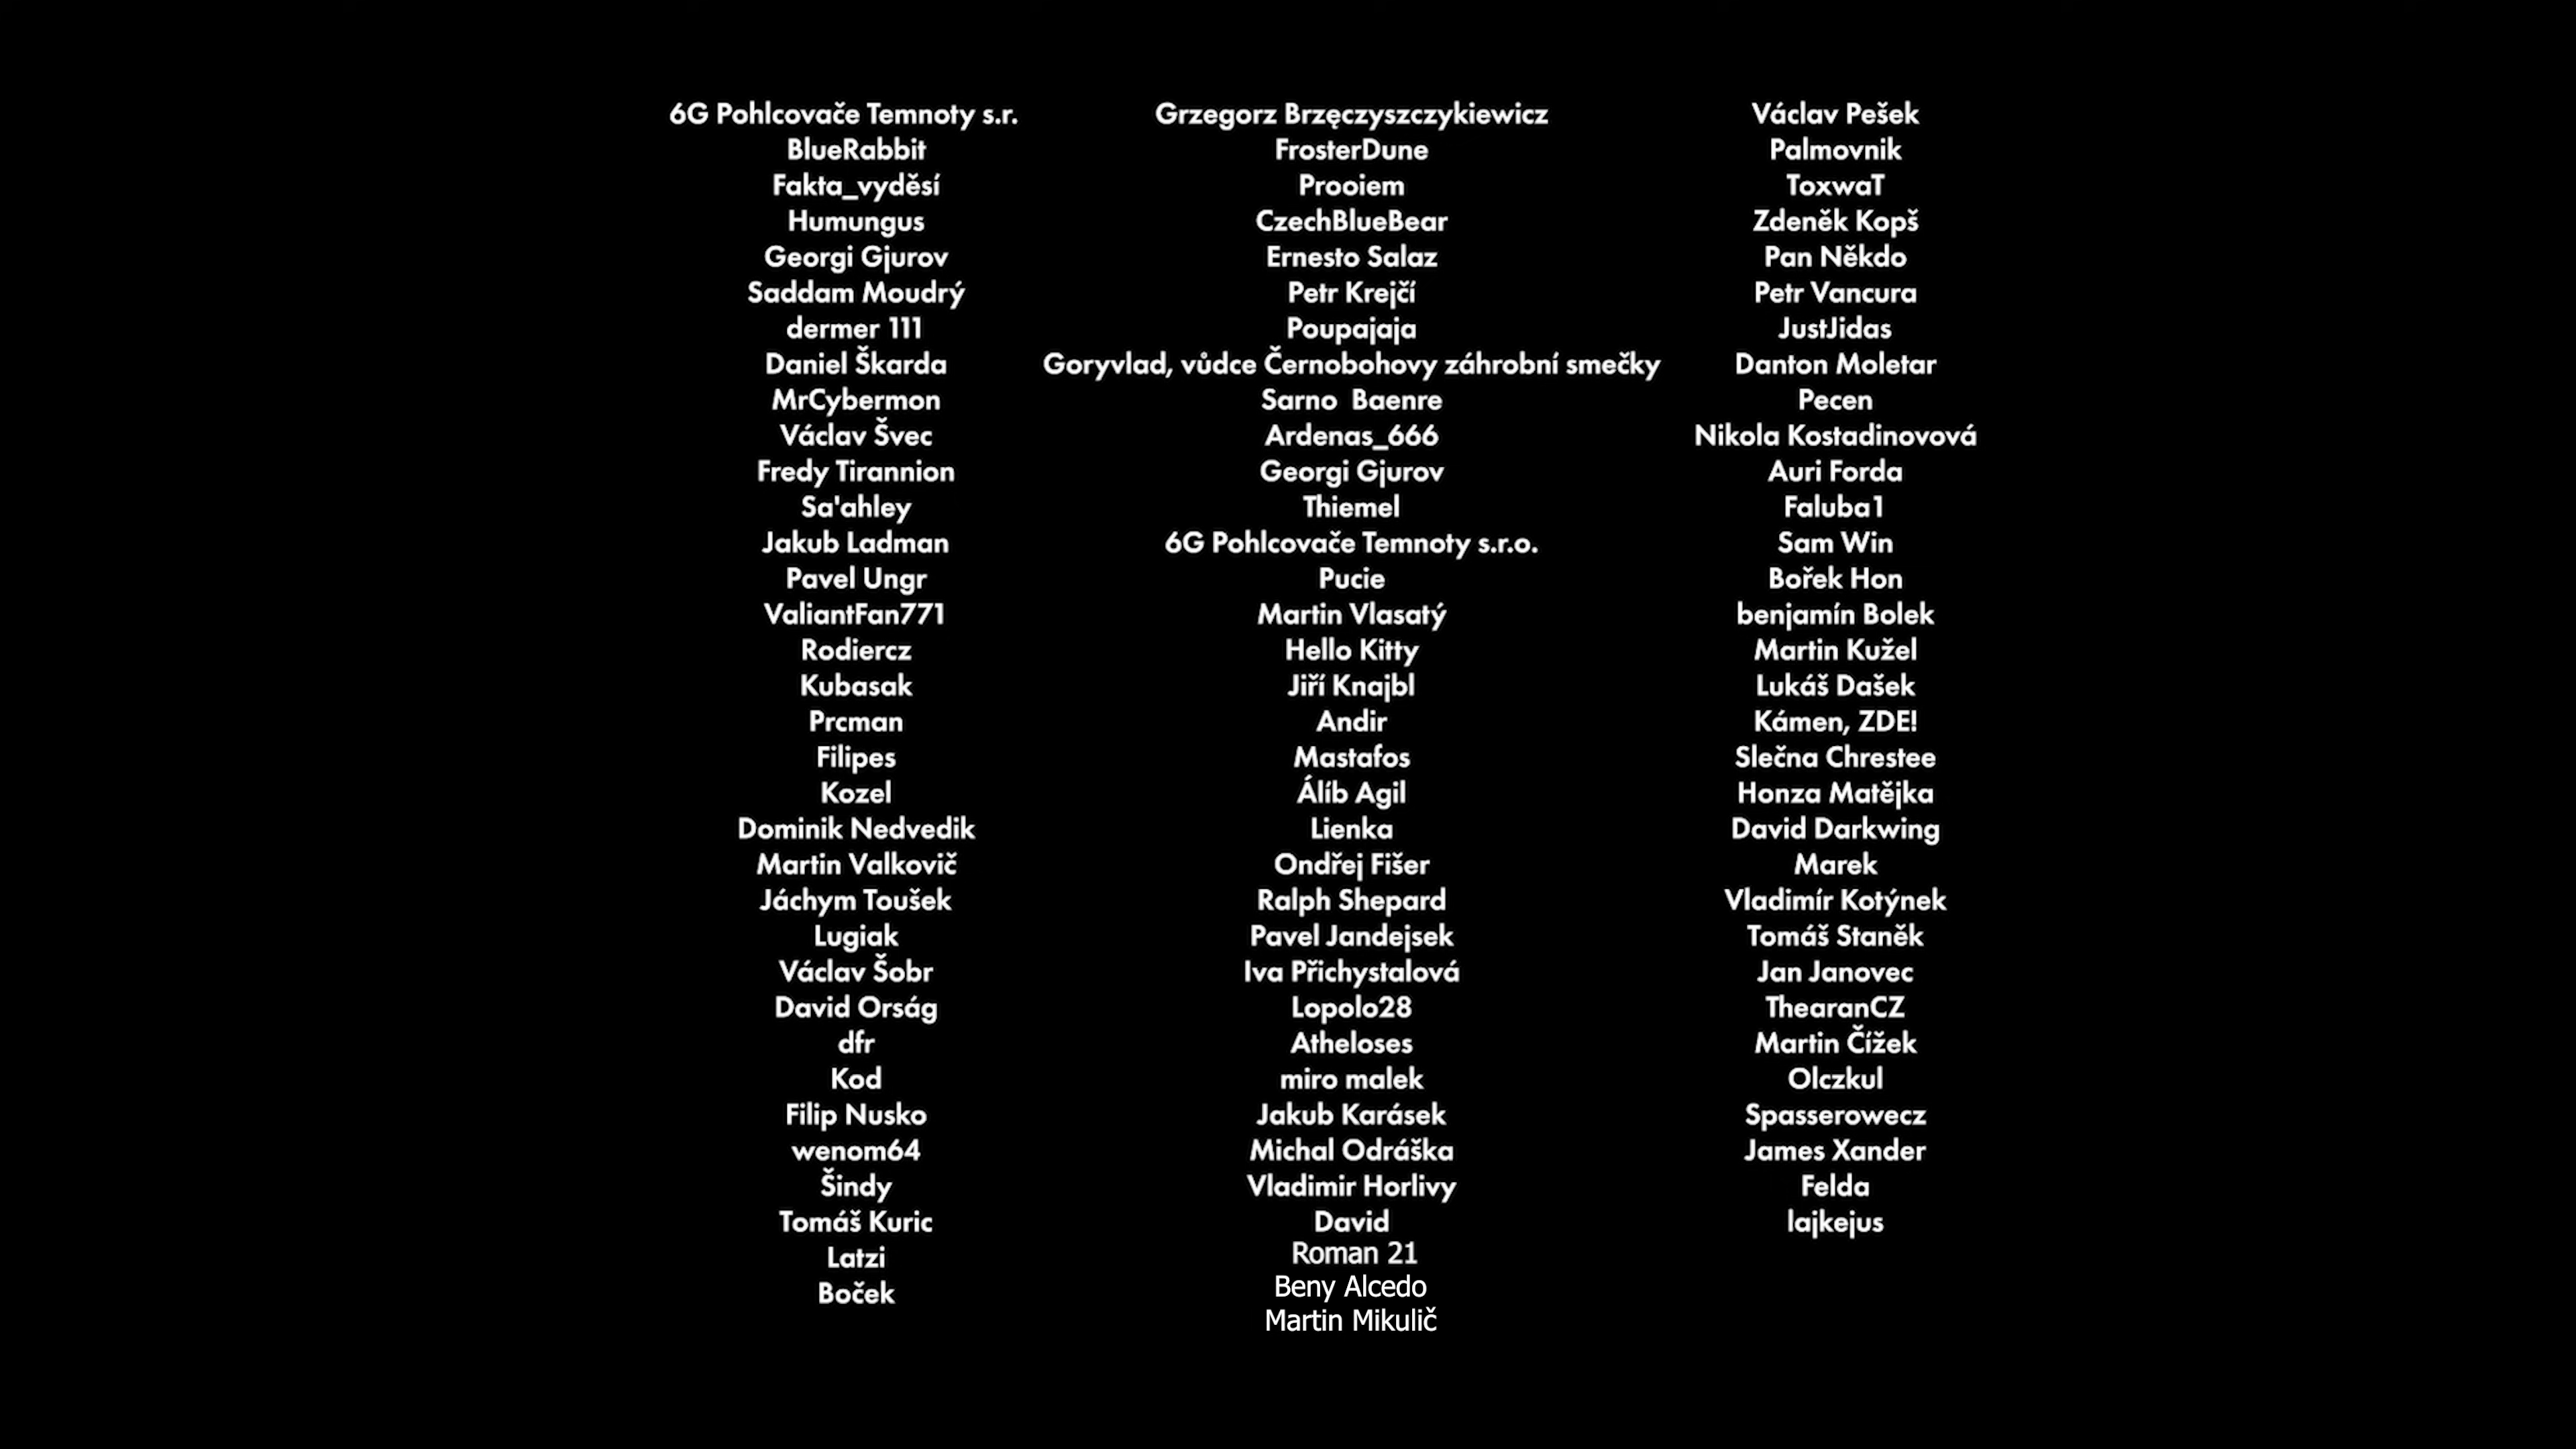 6G Pohlcovače Temnoty s.r.
BlueRabbit
Fakta_vyděsí
Humungus
Georgi Gjurov
Saddam Moudrý
dermer 111
Daniel Škarda
MrCybermon
Václav Švec
Fredy Tirannion
Sa'ahley
Jakub Ladman
Pavel Ungr
ValiantFan771
Rodiercz
Kubasak
Prcman
Filipes
Kozel
Dominik Nedvedik
Martin Valkovič
Jáchym Toušek
Lugiak
Václav Šobr
David Orság
dfr
Kod
Filip Nusko
wenom64
Šindy
Tomáš Kuric
Latzi
Boček
Grzegorz Brzęczyszczykiewicz
FrosterDune
Prooiem
CzechBlueBear
Ernesto Salaz
Petr Krejčí
Poupajaja
Goryvlad, vůdce Černobohovy záhrobní smečky
Sarno  Baenre
Ardenas_666
Georgi Gjurov
Thiemel
6G Pohlcovače Temnoty s.r.o.
Pucie
Martin Vlasatý
Hello Kitty
Jiří Knajbl
Andir
Mastafos
Álíb Agil
Lienka
Ondřej Fišer
Ralph Shepard
Pavel Jandejsek
Iva Přichystalová
Lopolo28
Atheloses
miro malek
Jakub Karásek
Michal Odráška
Vladimir Horlivy
David
Roman 21
Beny Alcedo
Martin Mikulič
Václav Pešek
Palmovnik
ToxwaT
Zdeněk Kopš
Pan Někdo
Petr Vancura
JustJidas
Danton Moletar
Pecen
Nikola Kostadinovová
Auri Forda
Faluba1
Sam Win
Bořek Hon
benjamín Bolek
Martin Kužel
Lukáš Dašek
Kámen, ZDE!
Slečna Chrestee
Honza Matějka
David Darkwing
Marek
Vladimír Kotýnek
Tomáš Staněk
Jan Janovec
ThearanCZ
Martin Čížek
Olczkul
Spasserowecz
James Xander
Felda
lajkejus